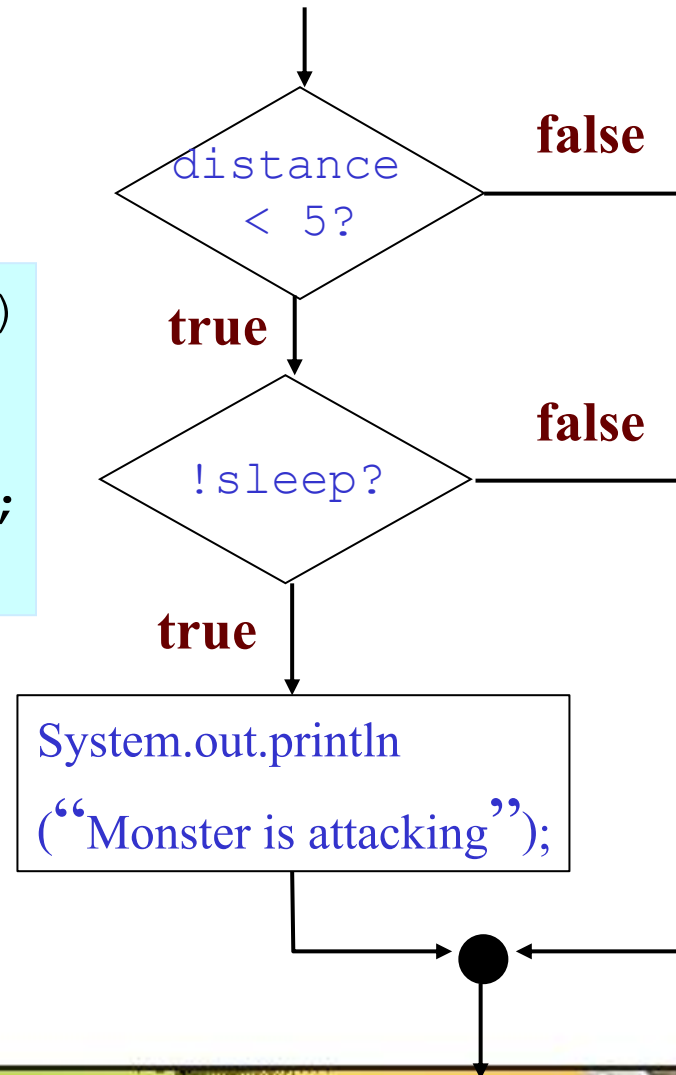 distance
< 5?
false
)
true
!sleep?
false
;
true
System.out.println
(“Monster is attacking”);